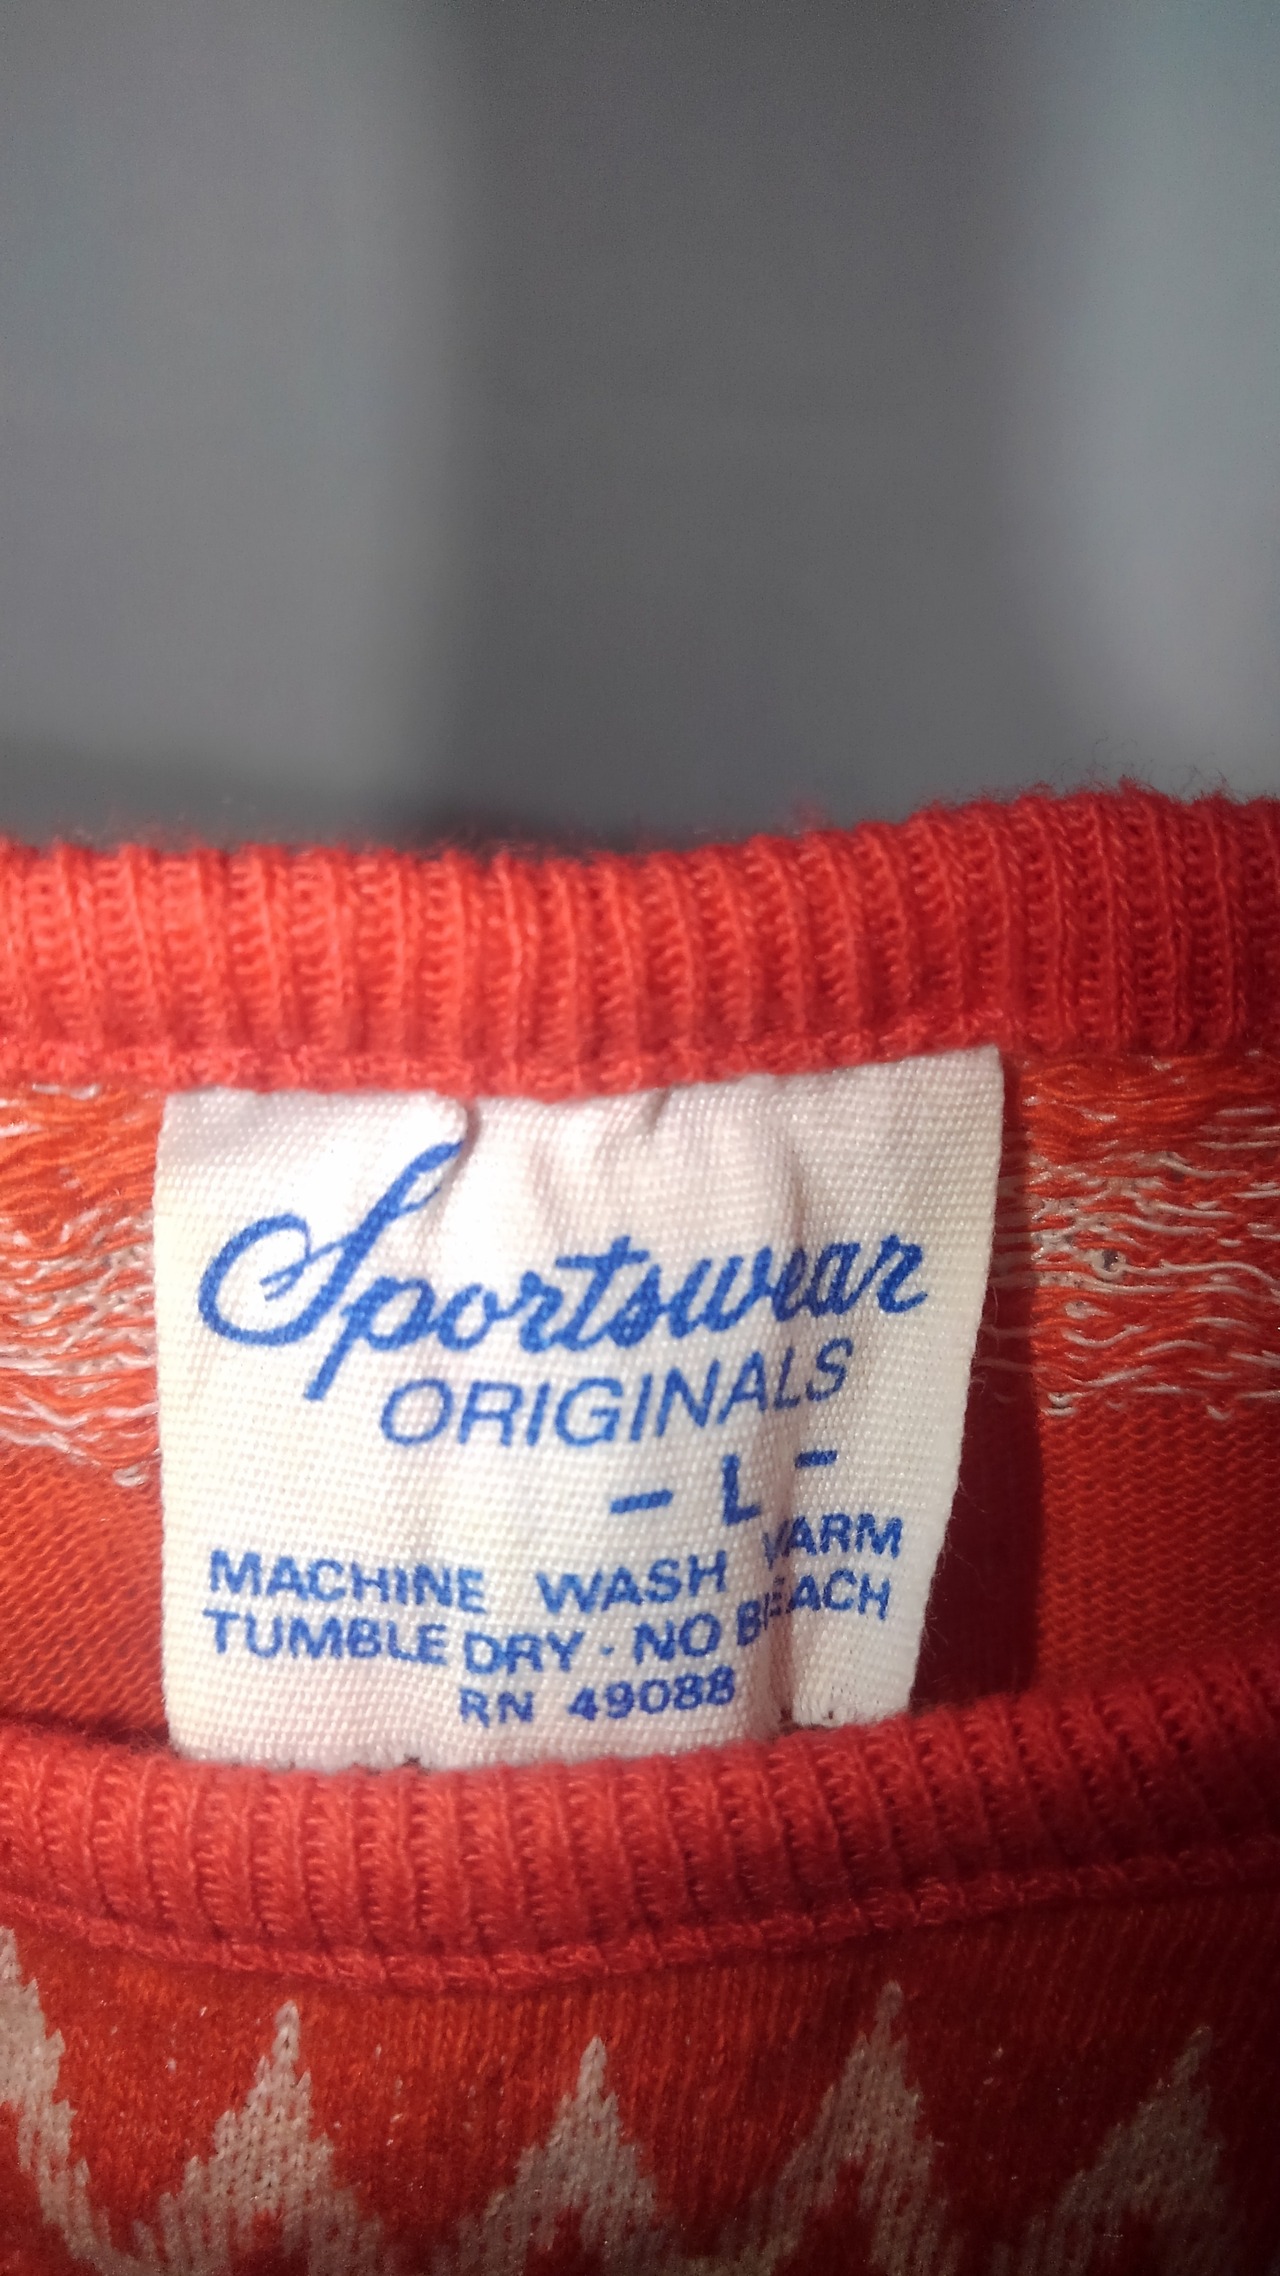 Sportswear
ORIGINALS
- L -
MACHINE WASH WARM
TUMBLE DRY · NO BLEACH
RN 49088